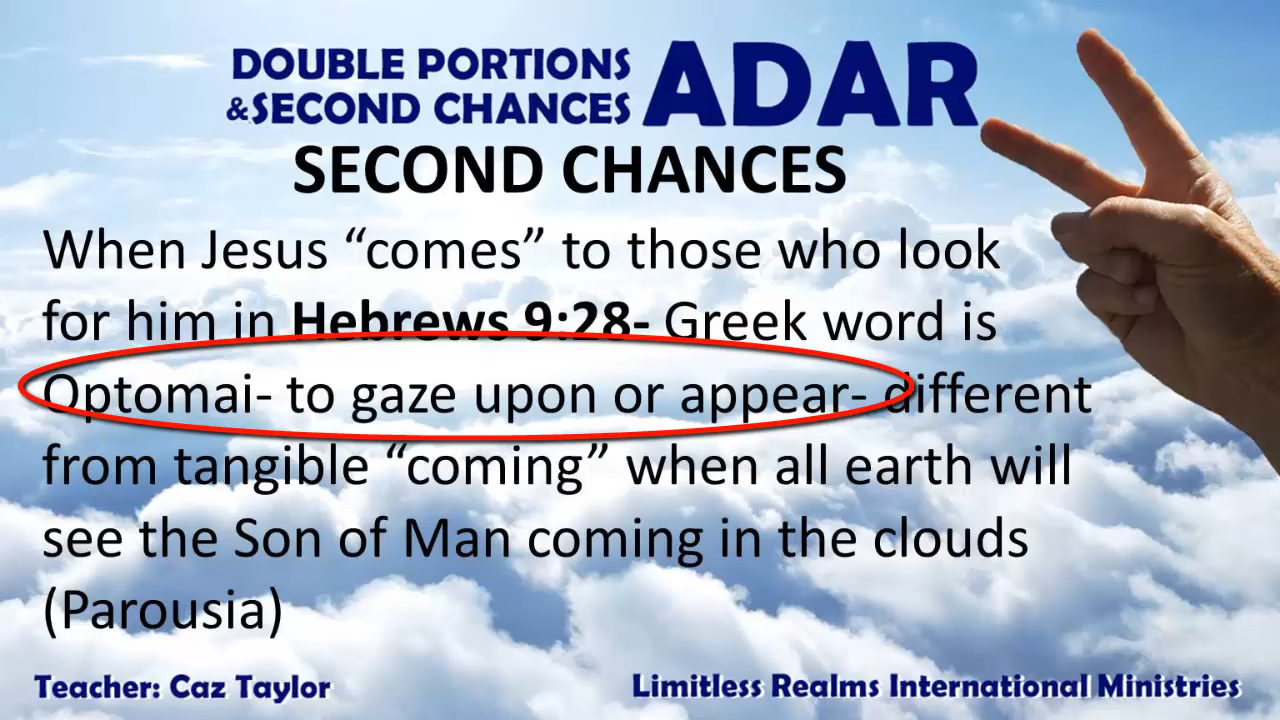 DOUBLE PORTIONS
&SECOND CHANCES
ADAR
SECOND CHANCES
When Jesus “comes” to those who look
for him in Hebrews 9:28- Greek word is
Optomai- to gaze upon or appear- different
from tangible “coming” when all earth will
see the Son of Man coming in the clouds
(Parousia)
Teacher: Caz Taylor
Limitless Realms International Ministries